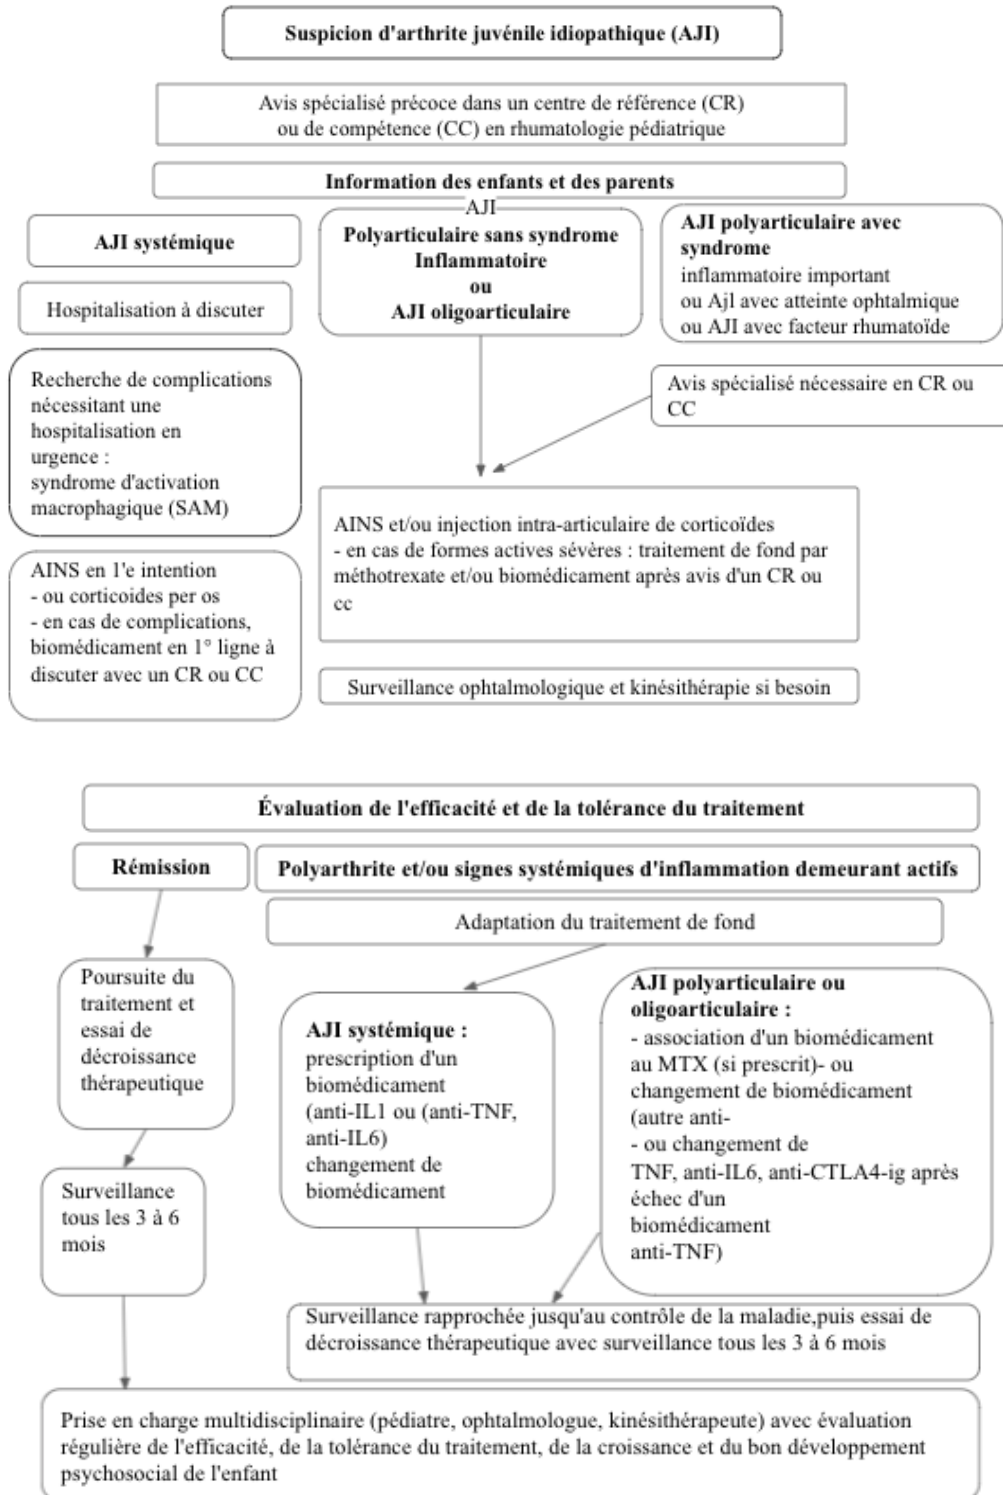 Suspicion d'arthrite juvénile idiopathique (AJI)
Avis spécialisé précoce dans un centre de référence (CR)
ou de compétence (CC) en rhumatologie pédiatrique
Information des enfants et des parents
AJI systémique
Hospitalisation à discuter
Recherche de complications
nécessitant une
hospitalisation en
urgence :
syndrome d'activation
macrophagique (SAM)
AINS en 1'e intention
- ou corticoides per os
- en cas de complications,
biomédicament en 1° ligne à
discuter avec un CR ou CC
AJI
Polyarticulaire sans syndrome
Inflammatoire
ou
AJI oligoarticulaire
AJI polyarticulaire avec
syndrome
inflammatoire important
ou Ajl avec atteinte ophtalmique
ou AJI avec facteur rhumatoïde
Avis spécialisé nécessaire en CR ou
CC
AINS et/ou injection intra-articulaire de corticoïdes
- en cas de formes actives sévères : traitement de fond par
méthotrexate et/ou biomédicament après avis d'un CR ou
cc
Surveillance ophtalmologique et kinésithérapie si besoin
Évaluation de l'efficacité et de la tolérance du traitement
Rémission
Poursuite du
traitement et
essai de
décroissance
thérapeutique
Surveillance
tous les 3 à 6
mois
Polyarthrite et/ou signes systémiques d'inflammation demeurant actifs
Adaptation du traitement de fond
AJI systémique :
prescription d'un
biomédicament
(anti-IL1 ou (anti-TNF,
anti-IL6)
changement de
biomédicament
AJI polyarticulaire ou
oligoarticulaire :
- association d'un biomédicament
au MTX (si prescrit)- ou
changement de biomédicament
(autre anti-
- ou changement de
TNF, anti-IL6, anti-CTLA4-ig après
échec d'un
biomédicament
anti-TNF)
Surveillance rapprochée jusqu'au contrôle de la maladie,puis essai de
décroissance thérapeutique avec surveillance tous les 3 à 6 mois
Prise en charge multidisciplinaire (pédiatre, ophtalmologue, kinésithérapeute) avec évaluation
régulière de l'efficacité, de la tolérance du traitement, de la croissance et du bon développement
psychosocial de l'enfant